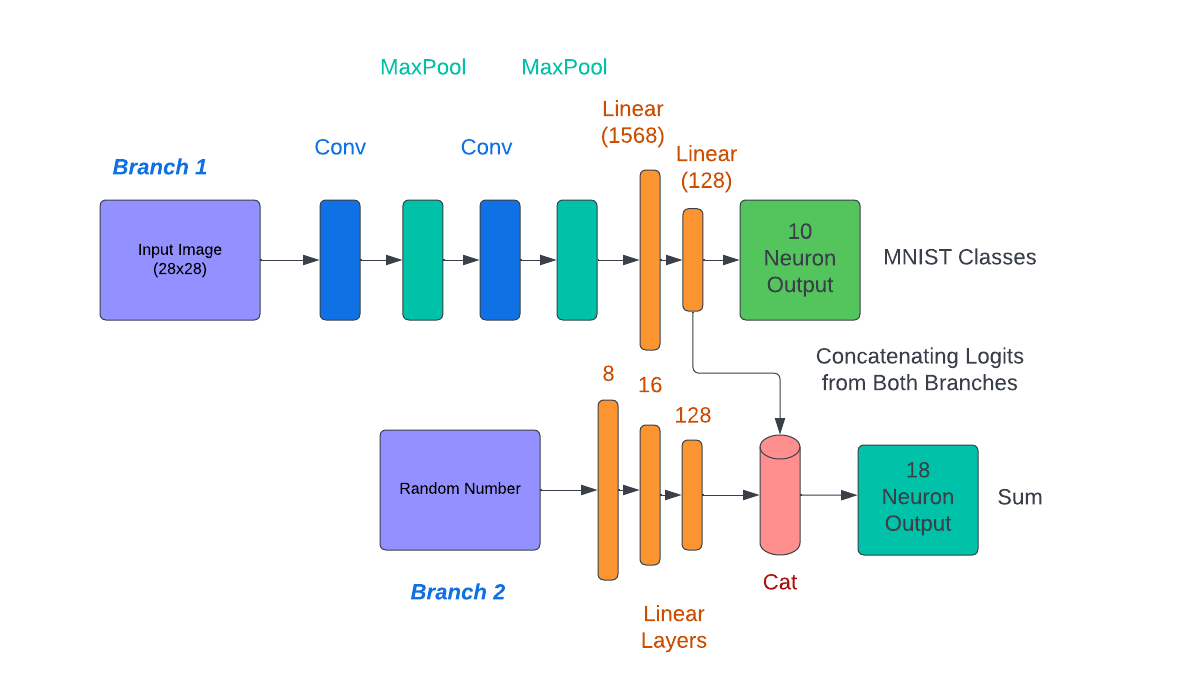 MaxPool
MaxPool
Linear
(1568)
Linear
(128)
Conv
Conv
Branch 1
Input Image
(28x28)
10
Neuron
Output
MNIST Classes
Concatenating Logits
from Both Branches
8
16
128
Random Number
18
Neuron
Output
Sum
Branch 2
Cat
Linear
Layers